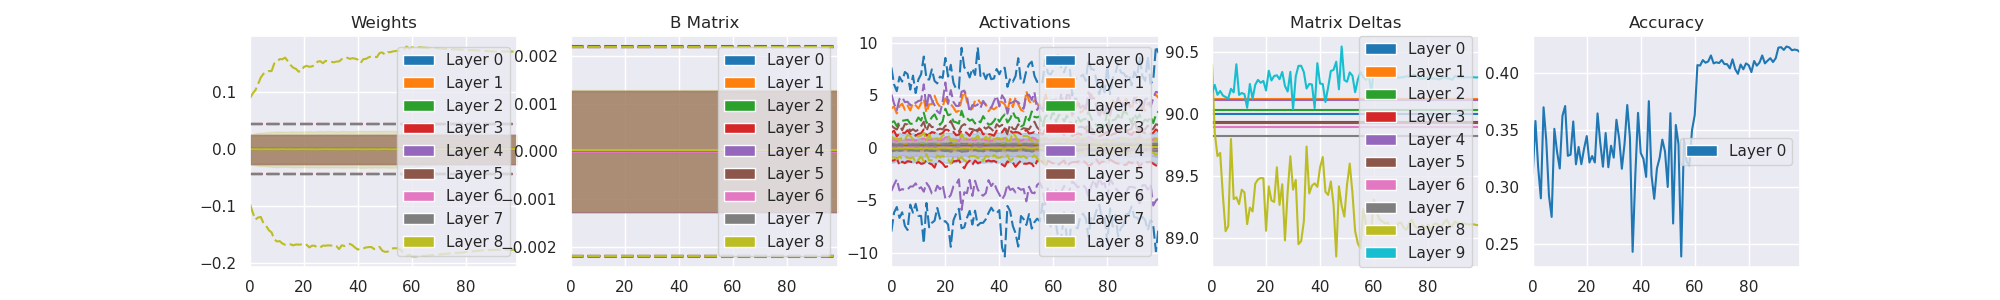 Weights
0.1
0.0
−0.1
−0.2
0
20
40
60
80
Layer 0
Layer 1
Layer 2
Layer 3
Layer 4
Layer 5
Layer 6
Layer 7
Layer 8
B Matrix
0.002
0.001
0.000
−0.001
−0.002
0
20
40
60
80
Layer 0
Layer 1
Layer 2
Layer 3
Layer 4
Layer 5
Layer 6
Layer 7
Layer 8
Activations
10
5
0
−5
−10
0
20
40
60
80
Layer 0
Layer 1
Layer 2
Layer 3
Layer 4
Layer 5
Layer 6
Layer 7
Layer 8
Matrix Deltas
90.5
90.0
89.5
89.0
0
20
40
60
80
Layer 0
Layer 1
Layer 2
Layer 3
Layer 4
Layer 5
Layer 6
Layer 7
Layer 8
Layer 9
Accuracy
0.40
0.35
0.30
0.25
0
20
40
60
80
Layer 0